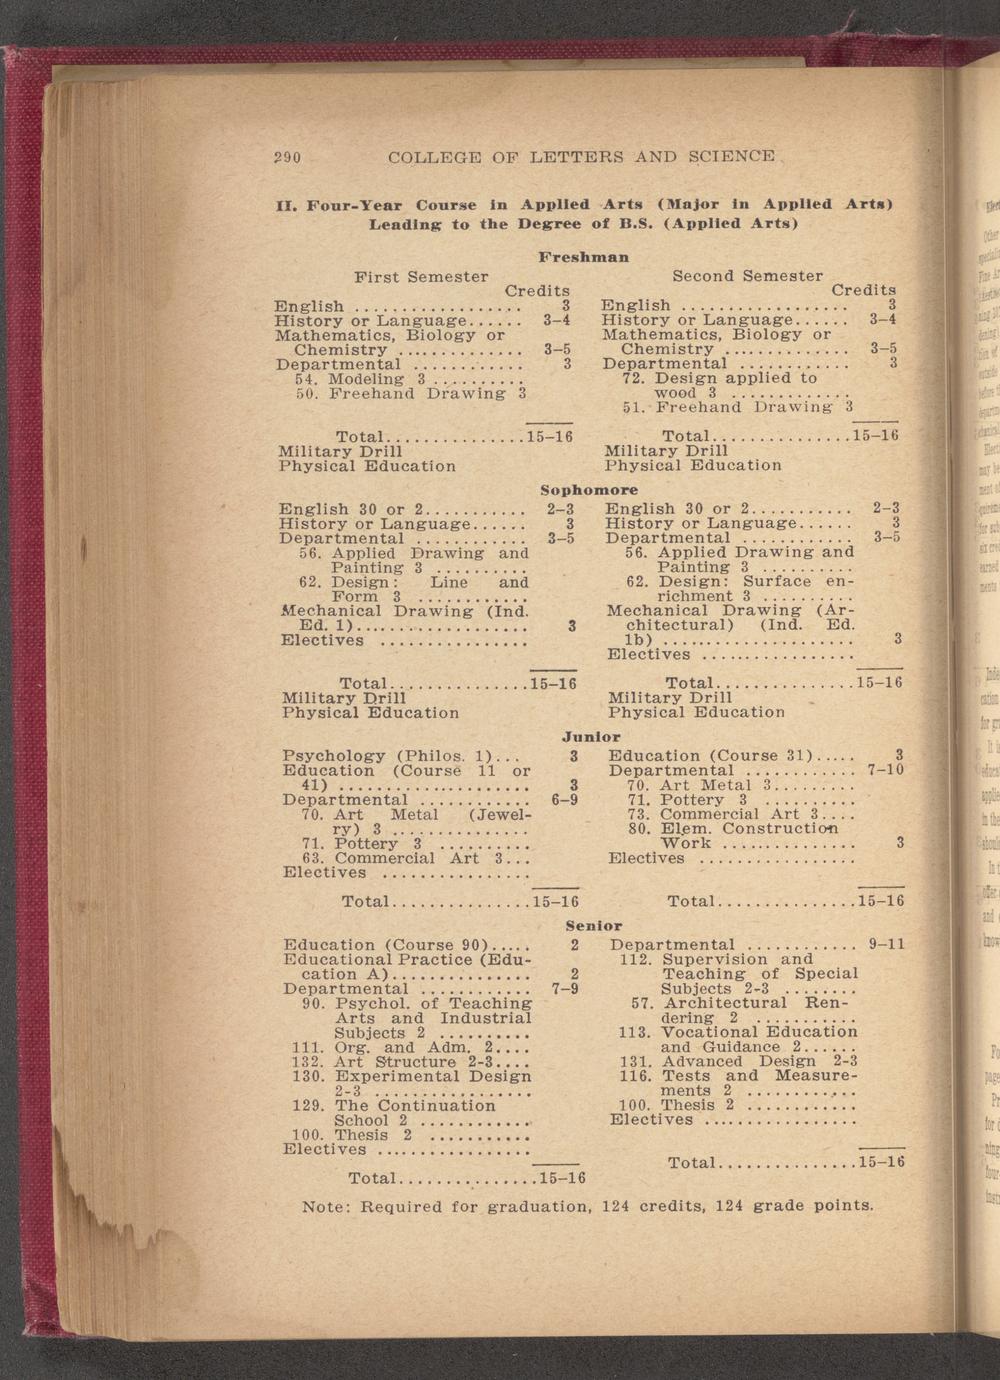 290 COLLEGE OF LETTERS AND SCIENCE
II. Four-Year Course in Applied Arts (Major in Applied Arts)
Leading to the Degree of B.S. (Applied Arts)
Freshman
First Semester
Credits
English .................. 3
History or Language...... 3-4
Mathematics, Biology or
Chemistry ............. 3-5
Departmental ............ 3
54. Modeling 3 ..........
50. Freehand Drawing 3
Total...............15-16
Military Drill
Physical Education
Second Semester
Credits
English .................. 3
History or Language...... 3-4
Mathematics, Biology or
Chemistry ............. 3-5
Departmental ............ 3
72. Design applied to
wood 3 .............
51. Freehand Drawing 3
Total...............15-16
Military Drill
Physical Education
Sophomore
English 30 or 2........... 2-3
History or Language...... 3
Departmental ............ 3-5
56. Applied Drawing and
Painting 3 ..........
62. Design: Line and
Form 3 ............
Mechanical Drawing (Ind.
Ed. 1)................... 3
Electives ................
Total...............15-16
Military Drill
Physical Education
English 30 or 2........... 2-3
History or Language...... 3
Departmental ............ 3-5
56. Applied Drawing and
Painting 3 ..........
62. Design: Surface en-
richment 3 ..........
Mechanical Drawing (Ar-
chitectural) (Ind. Ed.
1b) ..................... 3
Electives .................
Total...............15-16
Military Drill
Physical Education
Junior
Psychology (Philos. 1)... 3
Education (Course 11 or
41) ..................... 3
Departmental ............ 6-9
70. Art Metal (Jewel-
ry) 3 ...............
71. Pottery 3 ..........
63. Commercial Art 3...
Electives ................
Total...............15-16
Education (Course 31)..... 3
Departmental ............ 7-10
70. Art Metal 3.........
71. Pottery 3 ..........
73. Commercial Art 3....
80. Elem. Construction
Work ............... 3
Electives .................
Total...............15-16
Senior
Education (Course 90)..... 2
Educational Practice (Edu-
cation A)............... 2
Departmental ............ 7-9
90. Psychol. of Teaching
Arts and Industrial
Subjects 2 ..........
111. Org. and Adm. 2....
132. Art Structure 2-3....
130. Experimental Design
2-3 .................
129. The Continuation
School 2 ............
100. Thesis 2 ...........
Electives .................
Total...............15-16
Departmental ............ 9-11
112. Supervision and
Teaching of Special
Subjects 2-3 ........
57. Architectural Ren-
dering 2 ...........
113. Vocational Education
and Guidance 2......
131. Advanced Design 2-3
116. Tests and Measure-
ments 2 ............
100. Thesis 2 ............
Electives .................
Total...............15-16
Note: Required for graduation, 124 credits, 124 grade points.